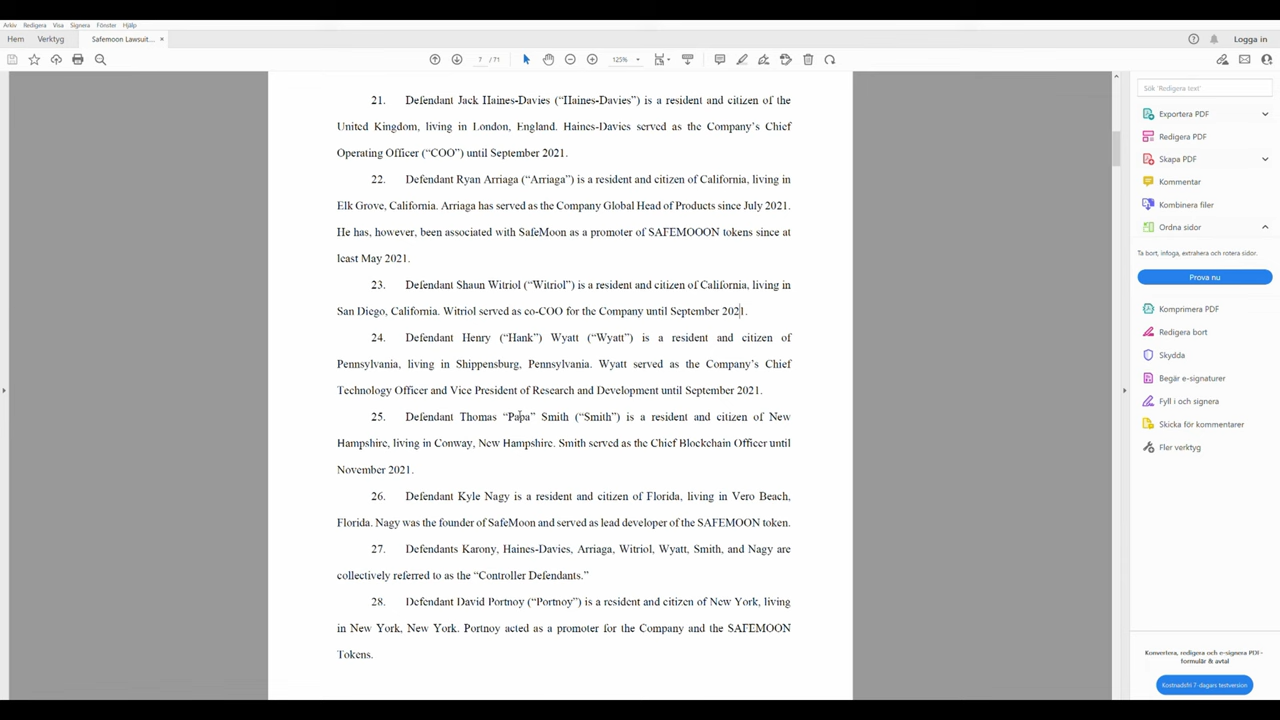 Arkiv Redigera Visa Signera Fönster Hjälp
Hem Verktyg Safemoon Lawsuit... × Logga in
7 / 71 125%
21. Defendant Jack Haines-Davies (“Haines-Davies”) is a resident and citizen of the
United Kingdom, living in London, England. Haines-Davies served as the Company’s Chief
Operating Officer (“COO”) until September 2021.
22. Defendant Ryan Arriaga (“Arriaga”) is a resident and citizen of California, living in
Elk Grove, California. Arriaga has served as the Company Global Head of Products since July 2021.
He has, however, been associated with SafeMoon as a promoter of SAFEMOOON tokens since at
least May 2021.
23. Defendant Shaun Witriol (“Witriol”) is a resident and citizen of California, living in
San Diego, California. Witriol served as co-COO for the Company until September 2021.
24. Defendant Henry (“Hank”) Wyatt (“Wyatt”) is a resident and citizen of
Pennsylvania, living in Shippensburg, Pennsylvania. Wyatt served as the Company’s Chief
Technology Officer and Vice President of Research and Development until September 2021.
25. Defendant Thomas “Papa” Smith (“Smith”) is a resident and citizen of New
Hampshire, living in Conway, New Hampshire. Smith served as the Chief Blockchain Officer until
November 2021.
26. Defendant Kyle Nagy is a resident and citizen of Florida, living in Vero Beach,
Florida. Nagy was the founder of SafeMoon and served as lead developer of the SAFEMOON token.
27. Defendants Karony, Haines-Davies, Arriaga, Witriol, Wyatt, Smith, and Nagy are
collectively referred to as the “Controller Defendants.”
28. Defendant David Portnoy (“Portnoy”) is a resident and citizen of New York, living
in New York, New York. Portnoy acted as a promoter for the Company and the SAFEMOON
Tokens.
Sök 'Redigera text'
Exportera PDF
Redigera PDF
Skapa PDF
Kommentar
Kombinera filer
Ordna sidor
Ta bort, infoga, extrahera och rotera sidor.
Prova nu
Komprimera PDF
Redigera bort
Skydda
Begär e-signaturer
Fyll i och signera
Skicka för kommentarer
Fler verktyg
Konvertera, redigera och e-signera PDF-
formulär & avtal
Kostnadsfri 7-dagars testversion